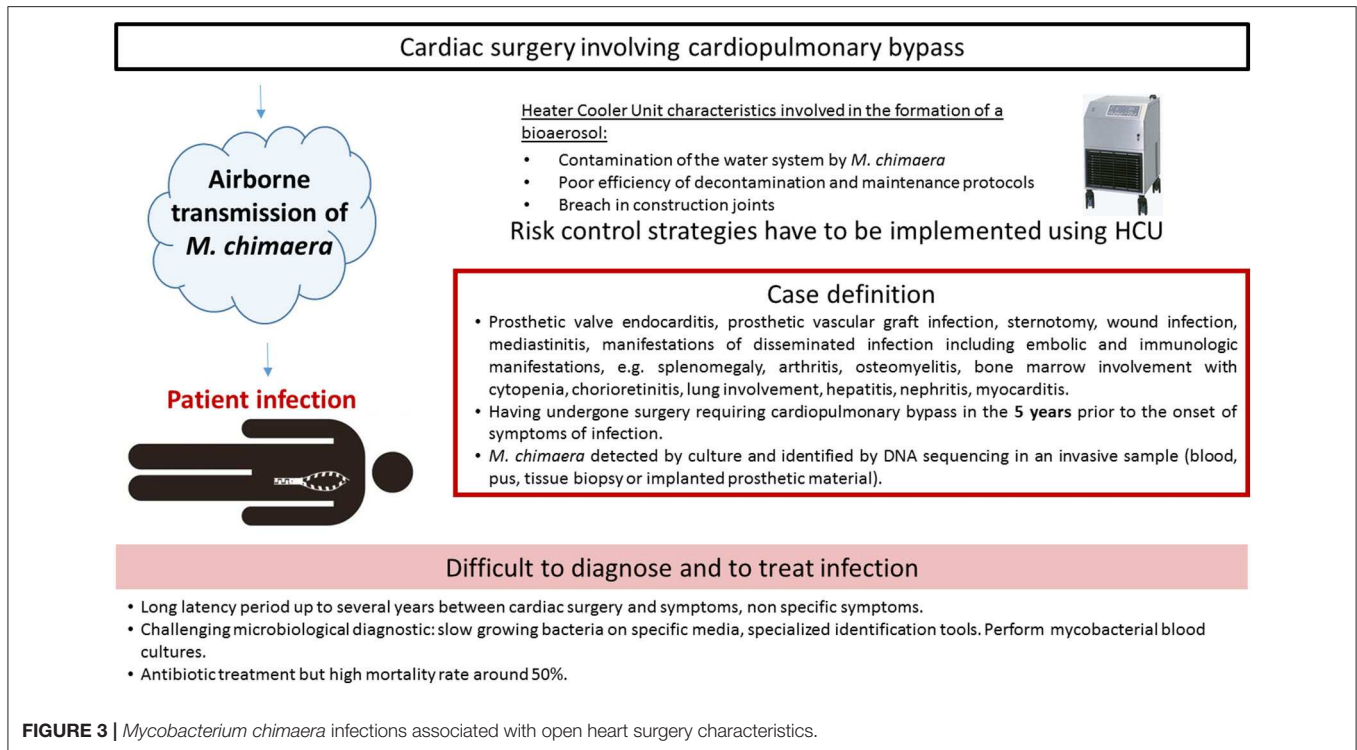 Cardiac surgery involving cardiopulmonary bypass
Airborne
transmission of
M. chimaera
Patient infection
Heater Cooler Unit characteristics involved in the formation of a
bioaerosol:
• Contamination of the water system by M. chimaera
• Poor efficiency of decontamination and maintenance protocols
• Breach in construction joints
Risk control strategies have to be implemented using HCU
Case definition
• Prosthetic valve endocarditis, prosthetic vascular graft infection, sternotomy, wound infection,
mediastinitis, manifestations of disseminated infection including embolic and immunologic
manifestations, e.g. splenomegaly, arthritis, osteomyelitis, bone marrow involvement with
cytopenia, chorioretinitis, lung involvement, hepatitis, nephritis, myocarditis.
• Having undergone surgery requiring cardiopulmonary bypass in the 5 years prior to the onset of
symptoms of infection.
• M. chimaera detected by culture and identified by DNA sequencing in an invasive sample (blood,
pus, tissue biopsy or implanted prosthetic material).
Difficult to diagnose and to treat infection
• Long latency period up to several years between cardiac surgery and symptoms, non specific symptoms.
• Challenging microbiological diagnostic: slow growing bacteria on specific media, specialized identification tools. Perform mycobacterial blood
cultures.
• Antibiotic treatment but high mortality rate around 50%.
FIGURE 3 | Mycobacterium chimaera infections associated with open heart surgery characteristics.